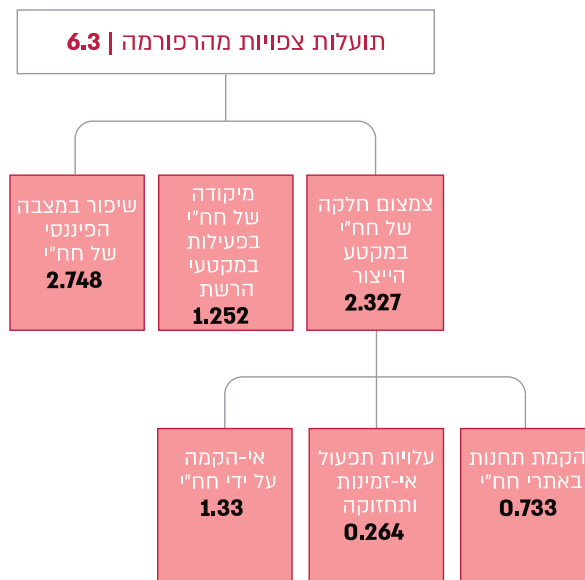 תועלות צפויות מהרפורמה | 6.3
צמצום חלקה
של חח"י
במקטע
הייצור
2.327
מיקודה
של חח"י
בפעילות
במקטעי
הרשת
1.252
שיפור במצבה
הפיננסי
של חח"י
2.748
הקמת תחנות
באתרי חח"י
0.733
עלויות תפעול
אי-זמינות
ותחזוקה
0.264
אי-הקמה
על ידי חח"י
1.33